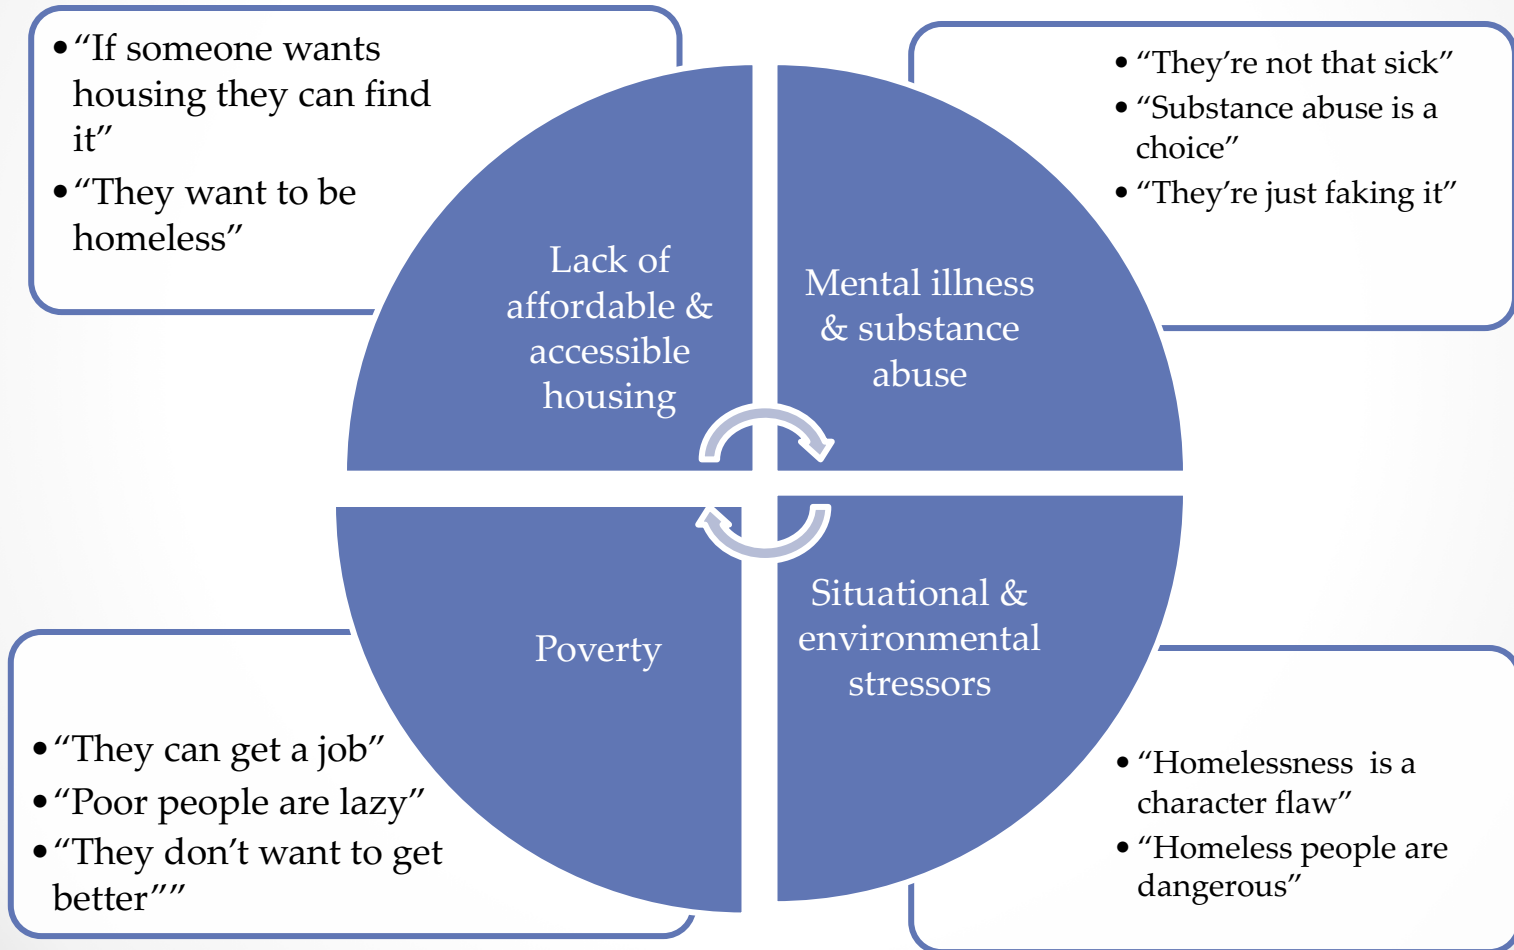 • “If someone wants
housing they can find
it”
• “They want to be
homeless”
• “They’re not that sick”
• “Substance abuse is a
choice”
• “They’re just faking it”
Lack of
affordable &
accessible
housing
Mental illness
& substance
abuse
Poverty
Situational &
environmental
stressors
• “They can get a job”
• “Poor people are lazy”
• “They don’t want to get
better””
• “Homelessness  is a
character flaw”
• “Homeless people are
dangerous”